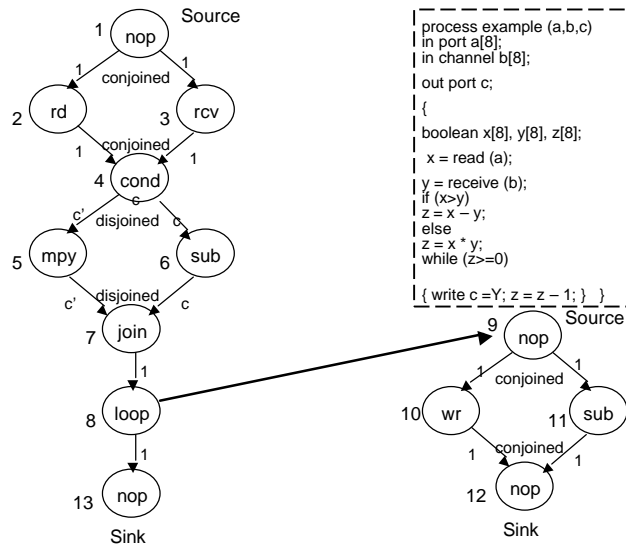 Source
1 nop
1 1
conjoined
2 rd 3 rcv
1 conjoined 1
4 cond
c
c' disjoined c
5 mpy 6 sub
c' disjoined c
7 join
1
8 loop
1
13 nop
Sink
process example (a,b,c)
in port a[8];
in channel b[8];
out port c;
{
boolean x[8], y[8], z[8];
x = read (a);
y = receive (b);
if (x>y)
z = x – y;
else
z = x * y;
while (z>=0)
{ write c =Y; z = z – 1; } }
Source
9 nop
1 1
conjoined
10 wr 11 sub
1 conjoined 1
12 nop
Sink